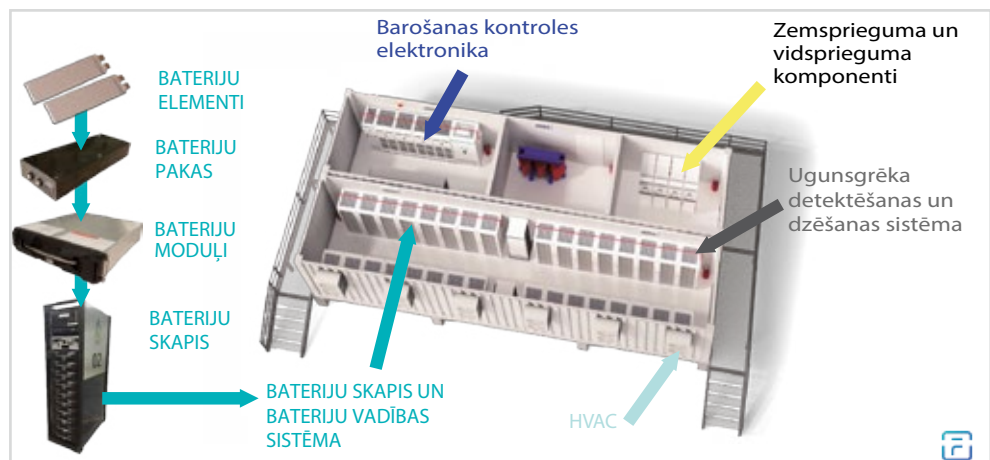 Barošanas kontroles
elektronika
Zemsprieguma un
vidsprieguma
komponenti
BATERIJU
ELEMENTI
BATERIJU
PAKAS
Ugunsgrēka
detektēšanas un
dzēšanas sistēma
BATERIJU
MODUĻI
BATERIJU
SKAPIS
BATERIJU SKAPIS UN
BATERIJU VADĪBAS
SISTĒMA
HVAC
02